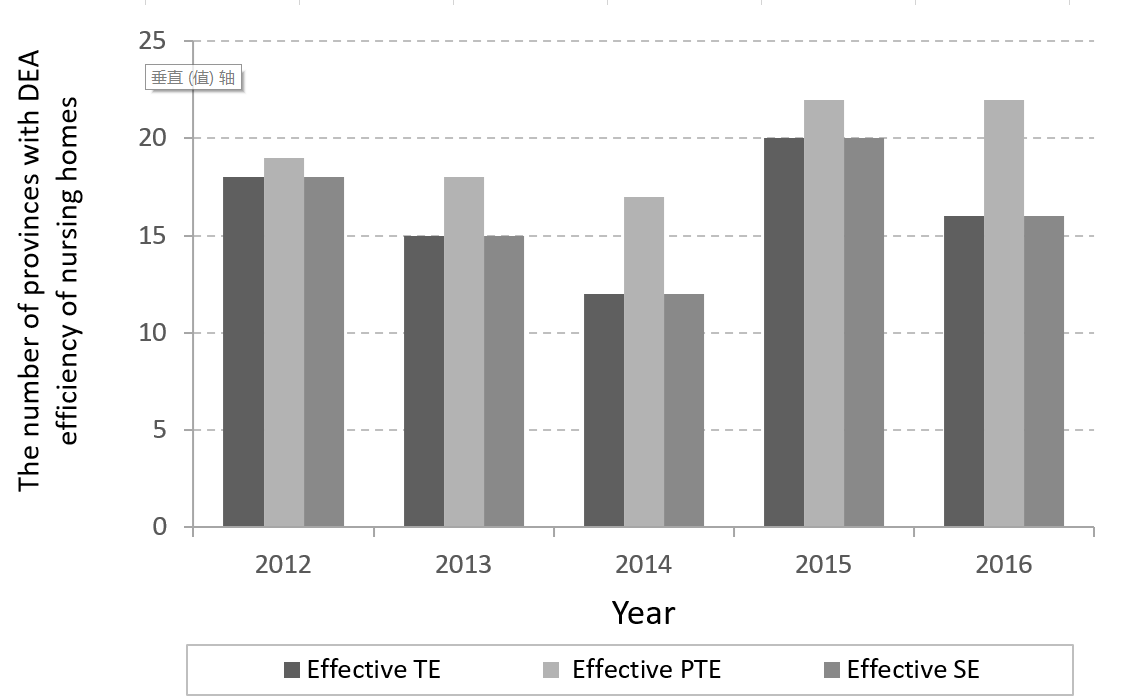 The number of provinces with DEA
efficiency of nursing homes
25
垂直 (值) 轴
20
15
10
5
0
2012 2013 2014 2015 2016
Year
Effective TE Effective PTE Effective SE